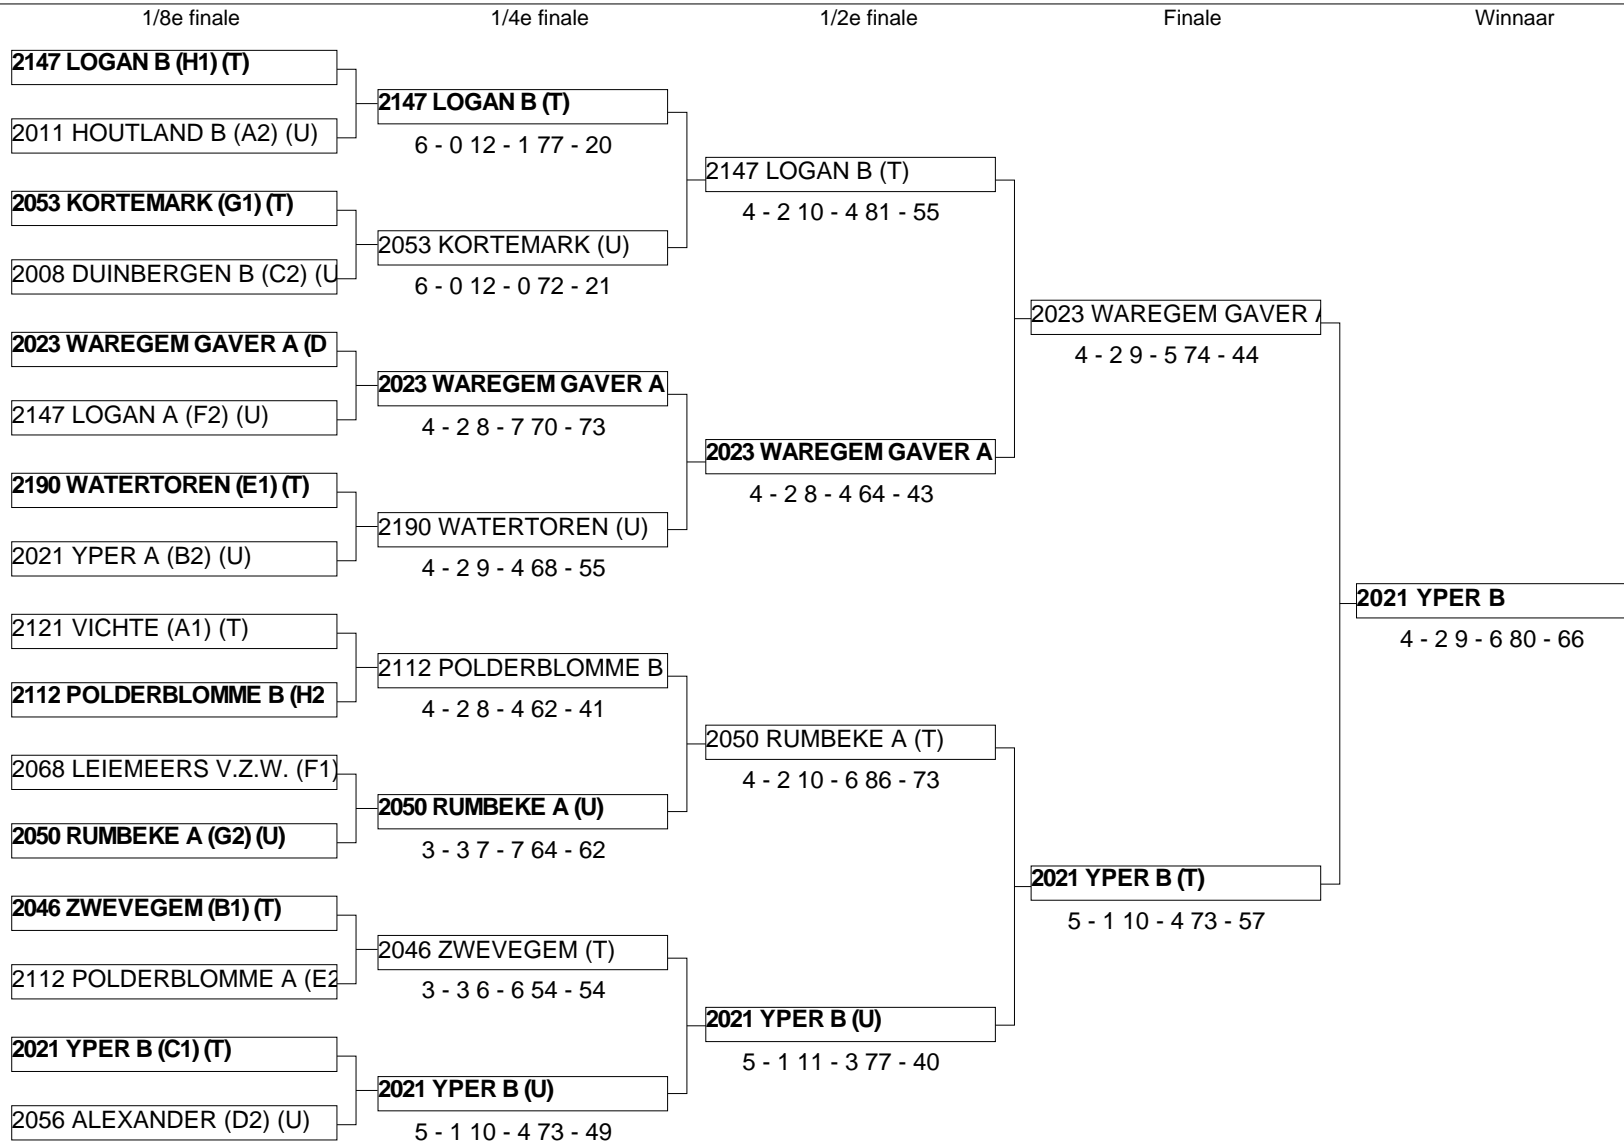 1/8e finale
1/4e finale
1/2e finale
Finale
Winnaar
2147 LOGAN B (H1) (T)
2011 HOUTLAND B (A2) (U)
2053 KORTEMARK (G1) (T)
2008 DUINBERGEN B (C2) (U
2023 WAREGEM GAVER A (D
2147 LOGAN A (F2) (U)
2190 WATERTOREN (E1) (T)
2021 YPER A (B2) (U)
2121 VICHTE (A1) (T)
2112 POLDERBLOMME B (H2
2068 LEIEMEERS V.Z.W. (F1)
2050 RUMBEKE A (G2) (U)
2046 ZWEVEGEM (B1) (T)
2112 POLDERBLOMME A (E2
2021 YPER B (C1) (T)
2056 ALEXANDER (D2) (U)
2147 LOGAN B (T)
6 - 0 12 - 1 77 - 20
2053 KORTEMARK (U)
6 - 0 12 - 0 72 - 21
2023 WAREGEM GAVER A
4 - 2 8 - 7 70 - 73
2190 WATERTOREN (U)
4 - 2 9 - 4 68 - 55
2112 POLDERBLOMME B
4 - 2 8 - 4 62 - 41
2050 RUMBEKE A (U)
3 - 3 7 - 7 64 - 62
2046 ZWEVEGEM (T)
3 - 3 6 - 6 54 - 54
2021 YPER B (U)
5 - 1 10 - 4 73 - 49
2147 LOGAN B (T)
4 - 2 10 - 4 81 - 55
2023 WAREGEM GAVER A
4 - 2 8 - 4 64 - 43
2050 RUMBEKE A (T)
4 - 2 10 - 6 86 - 73
2021 YPER B (U)
5 - 1 11 - 3 77 - 40
2023 WAREGEM GAVER A
4 - 2 9 - 5 74 - 44
2021 YPER B (T)
5 - 1 10 - 4 73 - 57
2021 YPER B
4 - 2 9 - 6 80 - 66